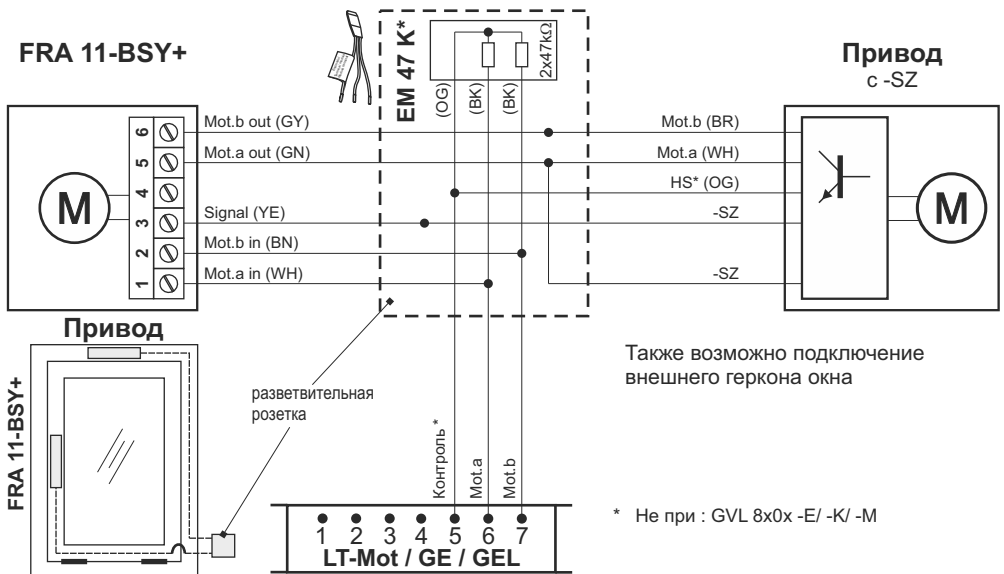 FRA 11-BSY+
EM 47 K*
2x47kΩ
(OG)
(BK)
(BK)
Привод
с -SZ
M
6
5
4
3
2
1
Mot.b out (GY)
Mot.a out (GN)
Signal (YE)
Mot.b in (BN)
Mot.a in (WH)
Mot.b (BR)
Mot.a (WH)
HS* (OG)
-SZ
-SZ
M
Привод
FRA 11-BSY+
разветвительная
розетка
Также возможно подключение
внешнего геркона окна
Контроль *
Mot.a
Mot.b
1 2 3 4 5 6 7
LT-Mot / GE / GEL
* Не при : GVL 8x0x -E/ -K/ -M